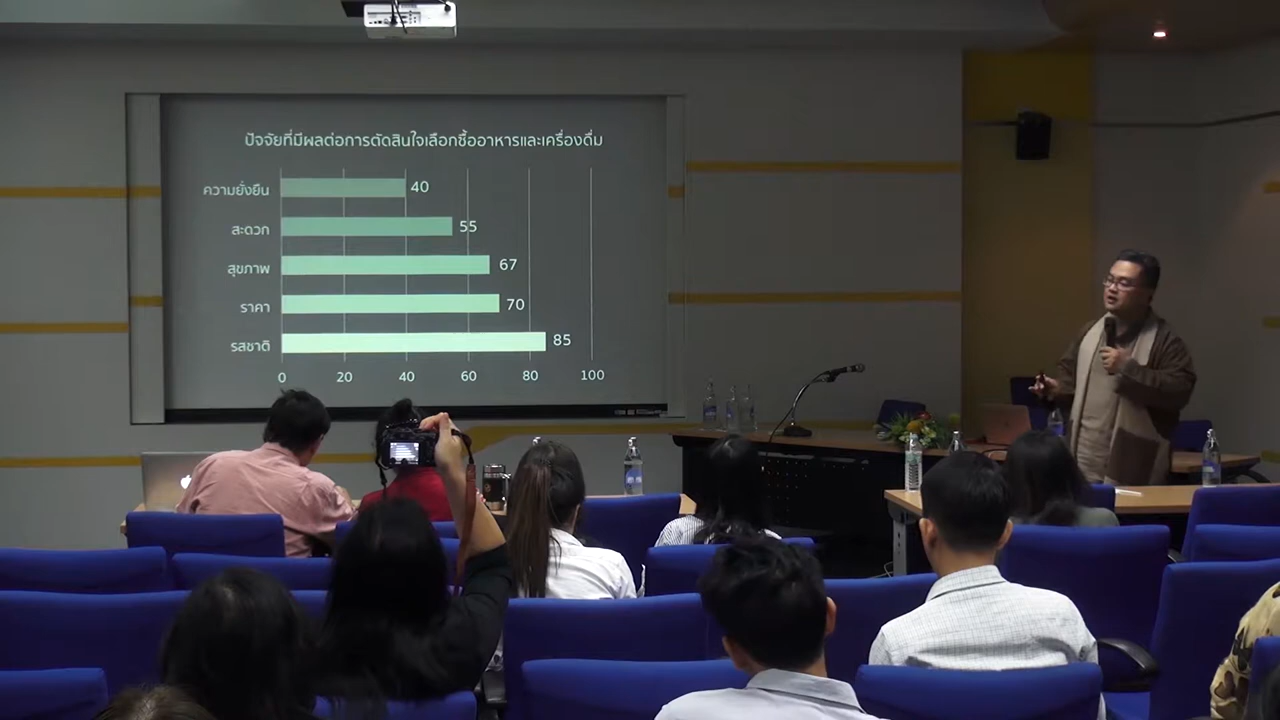 ปัจจัยที่มีผลต่อการตัดสินใจเลือกซื้ออาหารและเครื่องดื่ม
ความยั่งยืน 40
สะดวก 55
สุขภาพ 67
ราคา 70
รสชาติ 85
0 20 40 60 80 100